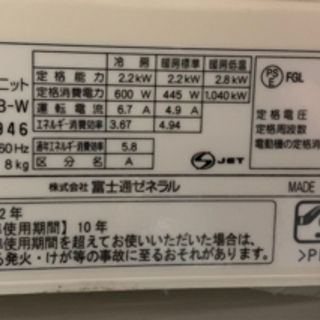 ニット
冷 房 暖房標準 暖房低温
B-W
定 格 能 力 2.2kW 2.2kW 2.8kW
定格消費電力 600 W 445 W 1.040kW
運 転 電 流 6.7 A 4.9 A
946
エネルギー消費効率 3.67 4.94
60Hz
通年エネルギー消費効率 5.8
8kg
区 分 A
PS
E
FGL
定 格 電 圧
定格周波数
電動機の定格消
JET
株式会社 富士通ゼネラル
MADE
2年
準使用期間】10年
準使用期間を超えてお使いいただいた場合は、
る発火・けが等の事故に至るおそれがあります。
>P